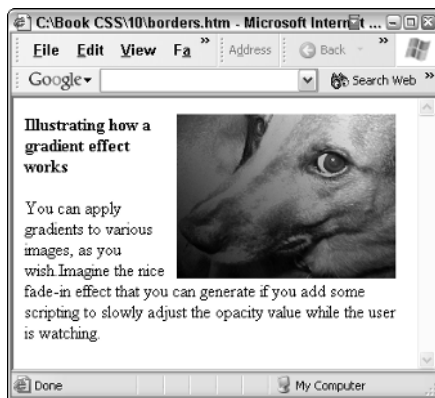 C:\Book CSS\10\borders.htm - Microsoft Internet ...
File Edit View Fa » Address Back »
Google Search Web »
Illustrating how a
gradient effect
works
You can apply
gradients to various
images, as you
wish.Imagine the nice
fade-in effect that you can generate if you add some
scripting to slowly adjust the opacity value while the user
is watching.
Done My Computer